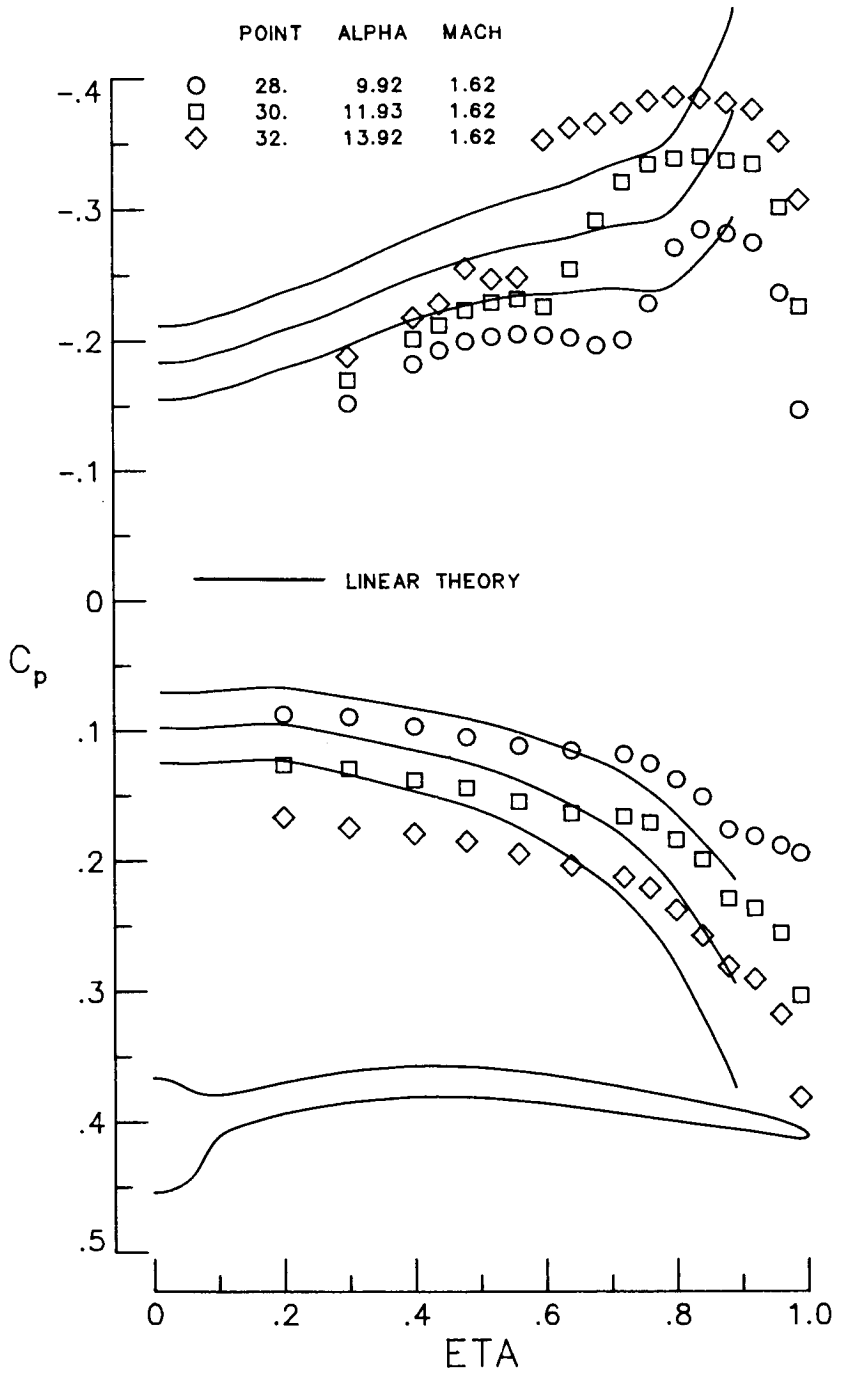 POINT ALPHA MACH
28. 9.92 1.62
30. 11.93 1.62
32. 13.92 1.62
-.4
-.3
-.2
-.1
LINEAR THEORY
0
Cp
.1
.2
.3
.4
.5
0 .2 .4 .6 .8 1.0
ETA